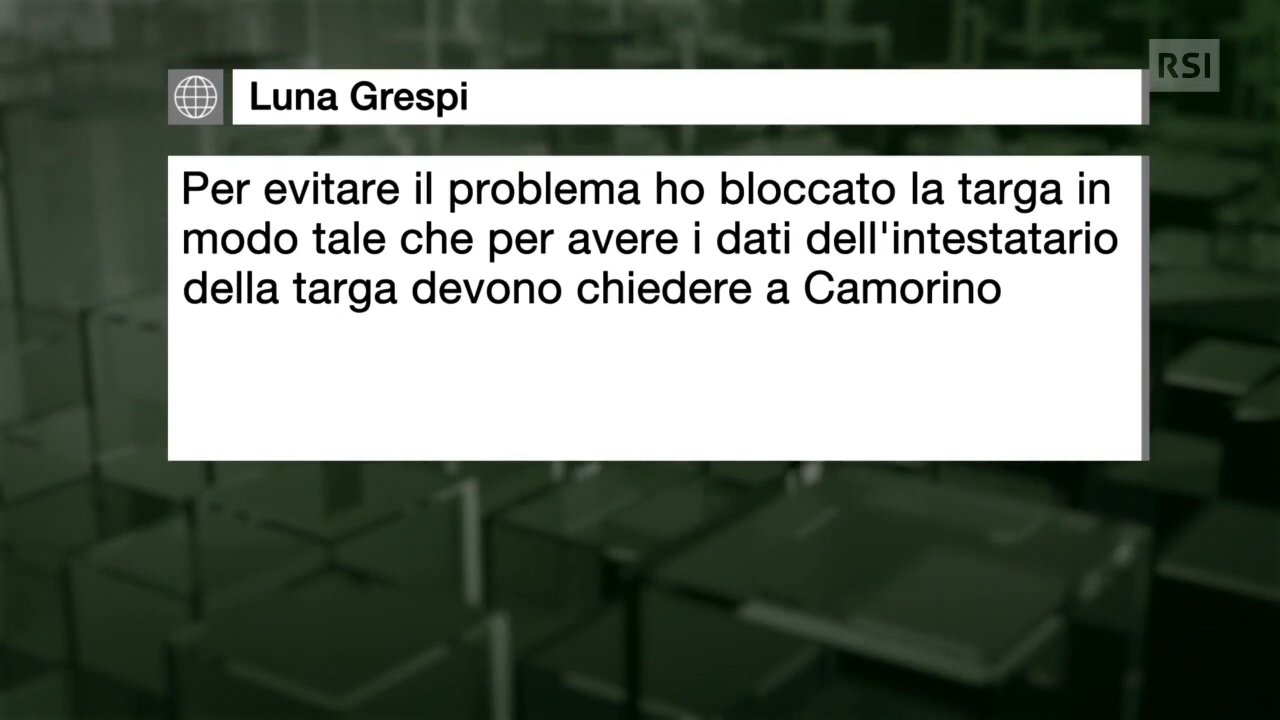 RSI
Luna Grespi
Per evitare il problema ho bloccato la targa in
modo tale che per avere i dati dell'intestatario
della targa devono chiedere a Camorino